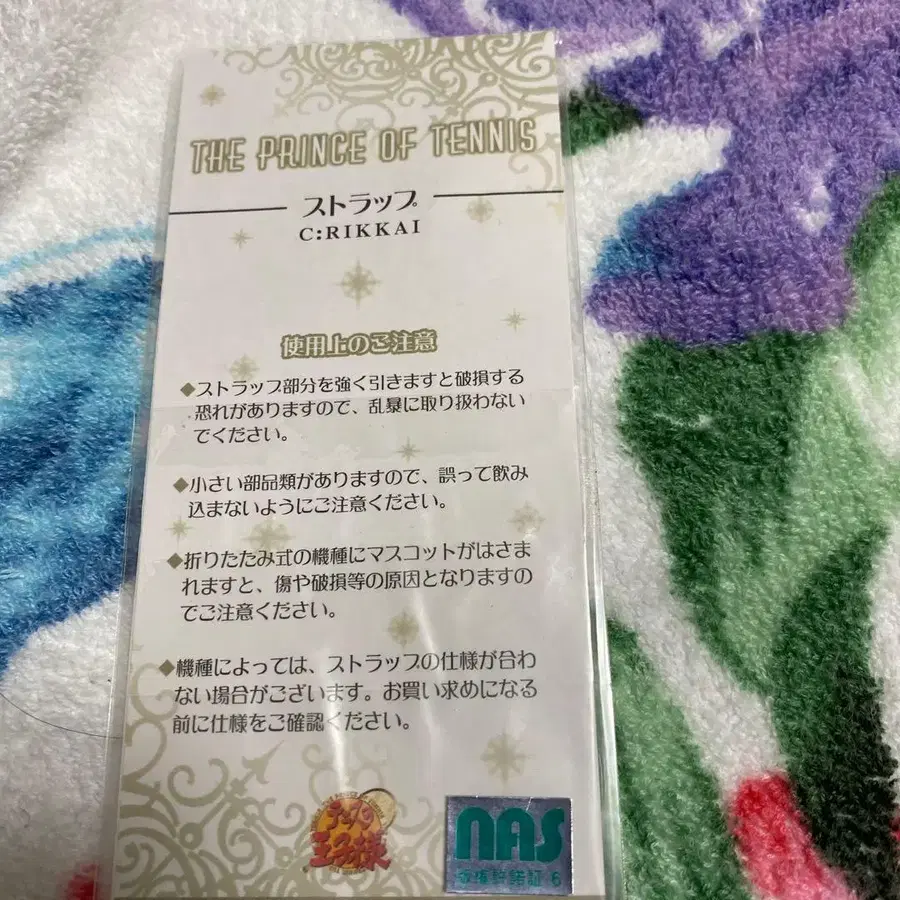 THE PRINCE OF TENNIS
ストラップ
C:RIKKAI
使用上のご注意
◆ストラップ部分を強く引きますと破損する
恐れがありますので、乱暴に取り扱わない
でください。
◆小さい部品類がありますので、誤って飲み
込まないようにご注意ください。
◆折りたたみ式の機種にマスコットがはさま
れますと、傷や破損等の原因となりますの
でご注意ください。
◆機種によっては、ストラップの仕様が合わ
ない場合がございます。お買い求めになる
前に仕様をご確認ください。
テニスの
王子様
nas
許諾証 6